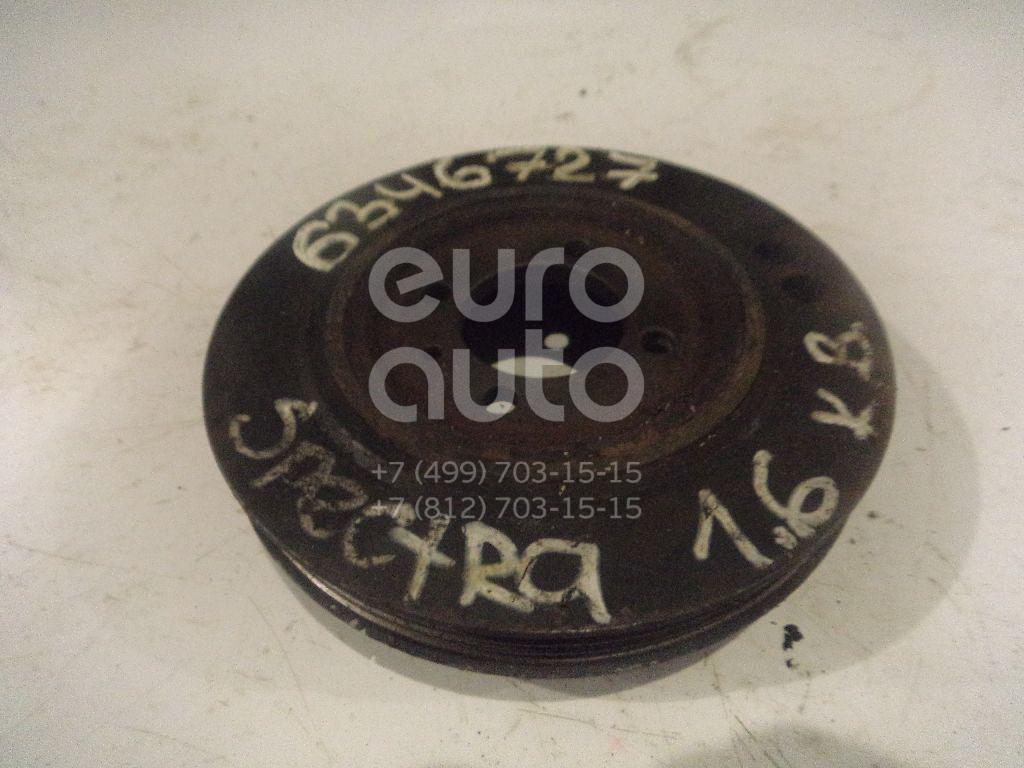 6346727
euro
auto
+7 (499) 703-15-15
+7 (812) 703-15-15
Spectra 1.6 к.в.